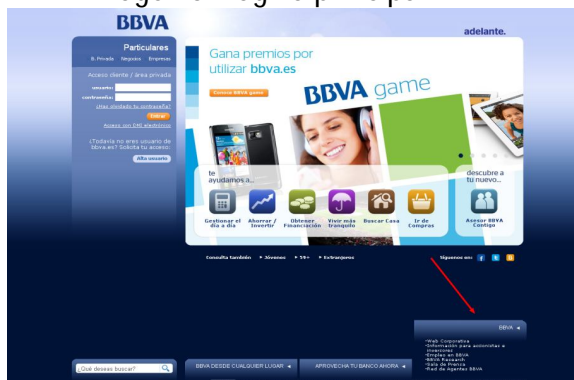 BBVA
adelante.
Particulares
B. Privada Negocios Empresas
Acceso cliente / área privada
usuario:
contraseña:
¿Has olvidado tu contraseña?
Entrar
Acceso con DNI electrónico
¿Todavía no eres usuario de
bbva.es? Solicita tu acceso:
Alta usuario
Gana premios por
utilizar bbva.es
Conoce BBVA game
BBVA game
te
ayudamos a...
Gestionar el
día a día
Ahorrar /
Invertir
Obtener
Financiación
Vivir más
tranquilo
Buscar Casa
Ir de
Compras
descubre a
tu nuevo...
Asesor BBVA
Contigo
Consulta también
Jóvenes
59+
Extranjeros
Síguenos en:
BBVA
-Web Corporativa
-Información para accionistas e
inversores
-Empleo en BBVA
-BBVA Research
-Sala de Prensa
-Red de Agentes BBVA
¿Qué deseas buscar?
BBVA DESDE CUALQUIER LUGAR
APROVECHA TU BANCO AHORA